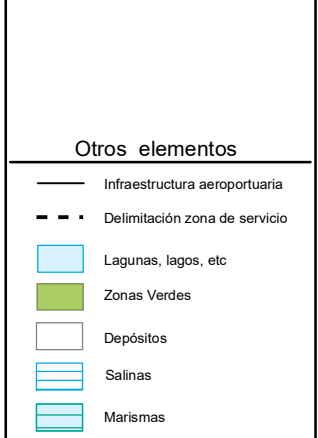 Otros elementos
Infraestructura aeroportuaria
Delimitación zona de servicio
Lagunas, lagos, etc
Zonas Verdes
Depósitos
Salinas
Marismas